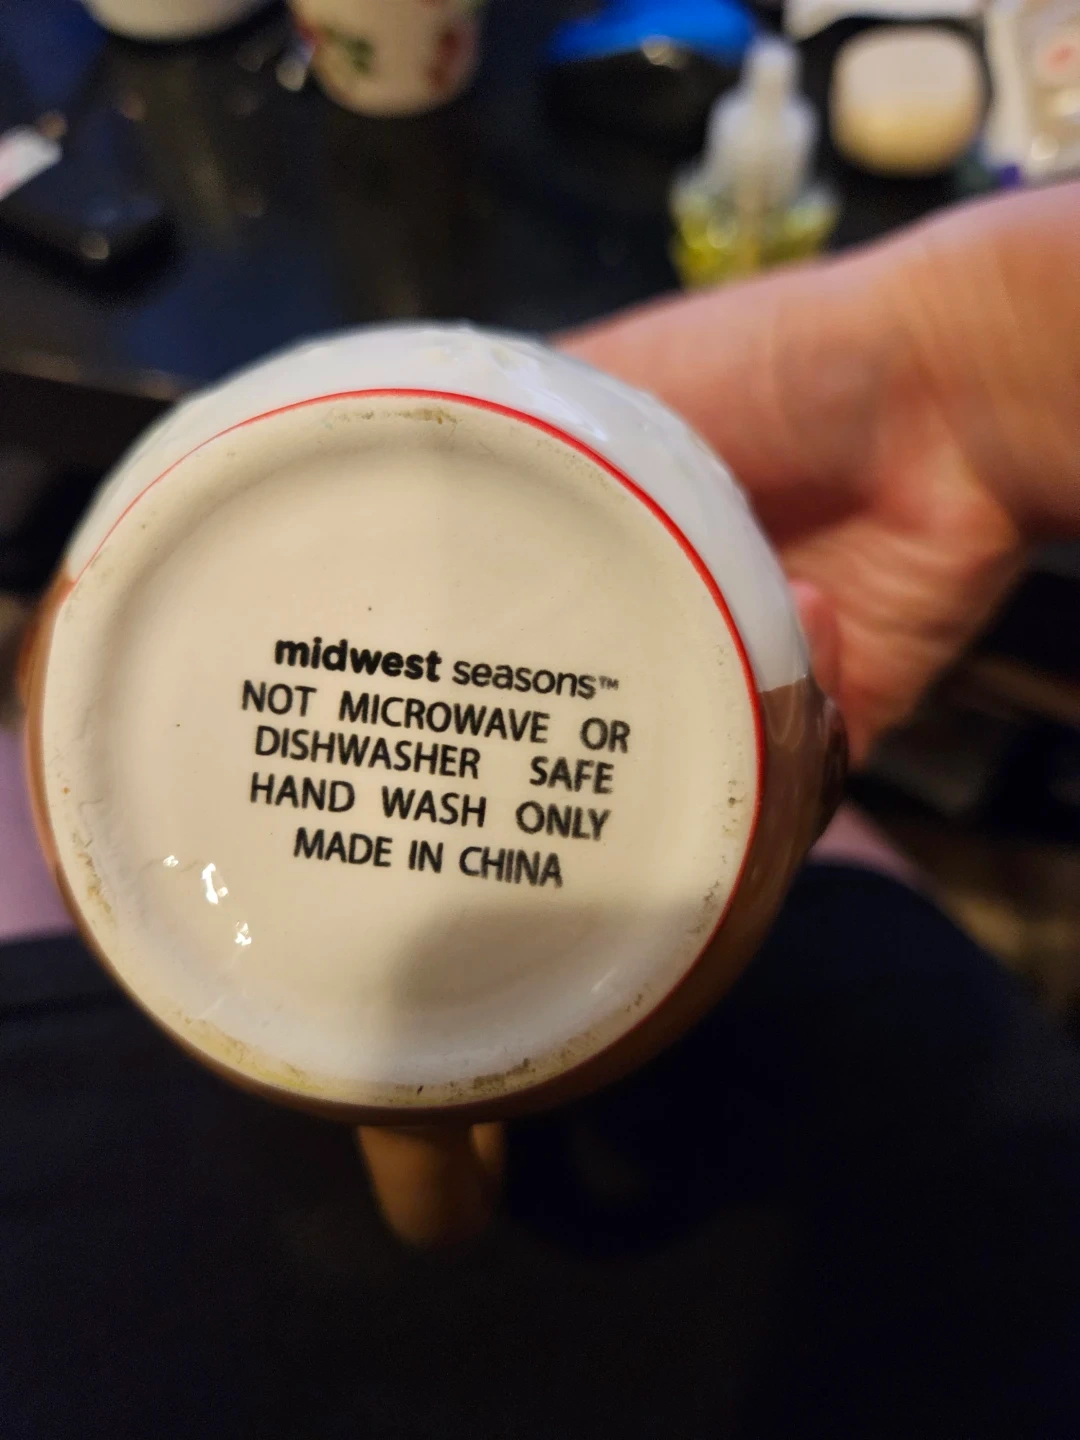 midwest seasons™
NOT MICROWAVE OR
DISHWASHER SAFE
HAND WASH ONLY
MADE IN CHINA